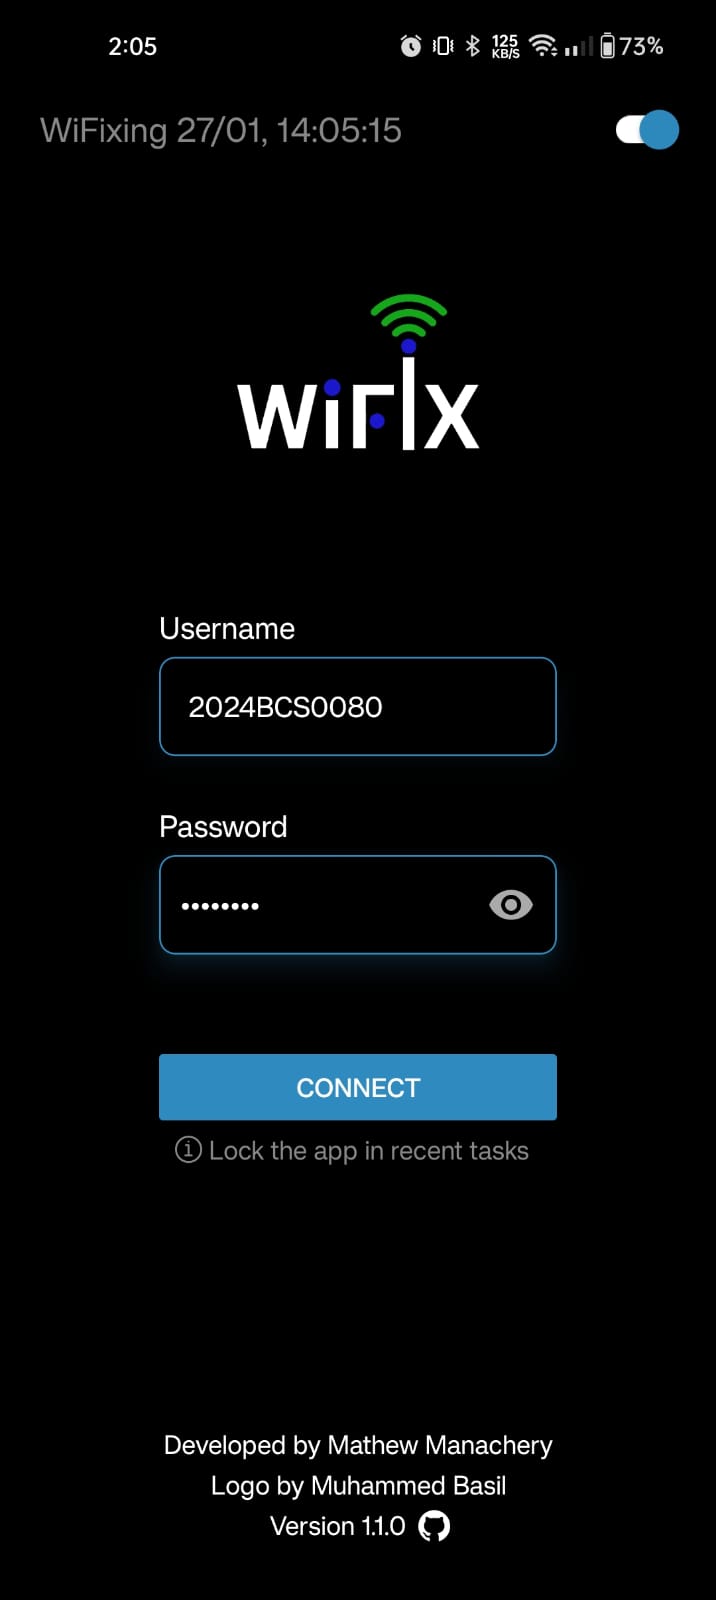 2:05 125 KB/S 73%
WiFixing 27/01, 14:05:15
WiFIX
Username
2024BCS0080
Password
••••••••
CONNECT
Lock the app in recent tasks
Developed by Mathew Manachery
Logo by Muhammed Basil
Version 1.1.0